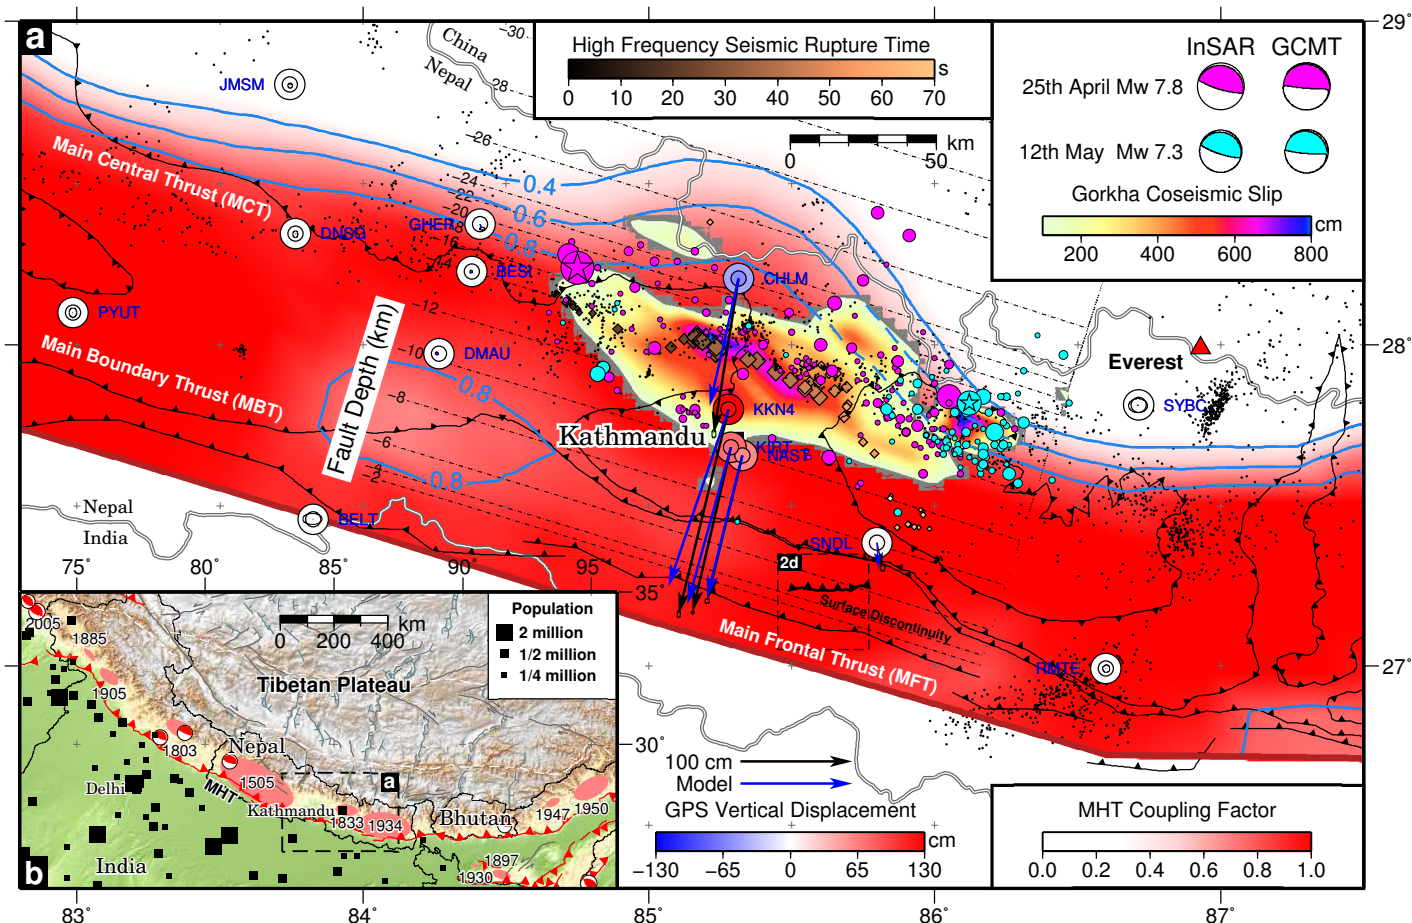 a
29°
28°
27°
83°
84°
85°
86°
87°
China
Nepal
High Frequency Seismic Rupture Time
s
0 10 20 30 40 50 60 70
km
0 50
InSAR GCMT
25th April Mw 7.8
12th May Mw 7.3
Gorkha Coseismic Slip
cm
200 400 600 800
−30
−28
−26
−24
−22
−20
−16
−12
−10
−8
−6
−2
0.4
0.6
0.8
0.8
0.8
Main Central Thrust (MCT)
Main Boundary Thrust (MBT)
Main Frontal Thrust (MFT)
Fault Depth (km)
JMSM
DNSG
GHER
BESI
PYUT
DMAU
CHLM
KKN4
KIRT
NAST
SYBC
BELT
SNDL
RMTE
Everest
Kathmandu
Nepal
India
2d
Surface Discontinuity
100 cm
Model
GPS Vertical Displacement
cm
−130 −65 0 65 130
MHT Coupling Factor
0.0 0.2 0.4 0.6 0.8 1.0
75° 80° 85° 90° 95°
35°
30°
b
km
0 200 400
Population
2 million
1/2 million
1/4 million
Tibetan Plateau
2005
1885
1905
1803
Nepal
1505
MHT
Delhi
Kathmandu
a
1833
1934
Bhutan
1947
1950
1897
1930
India